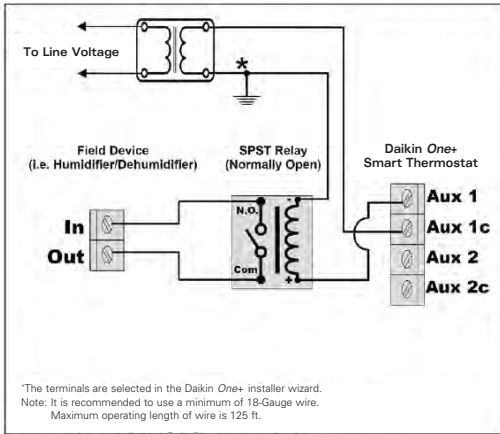 To Line Voltage
*
Field Device
(i.e. Humidifier/Dehumidifier)
SPST Relay
(Normally Open)
Daikin One+
Smart Thermostat
In
Out
N.O.
Com
-
+
Aux 1
Aux 1c
Aux 2
Aux 2c
*The terminals are selected in the Daikin One+ installer wizard.
Note: It is recommended to use a minimum of 18-Gauge wire.
Maximum operating length of wire is 125 ft.